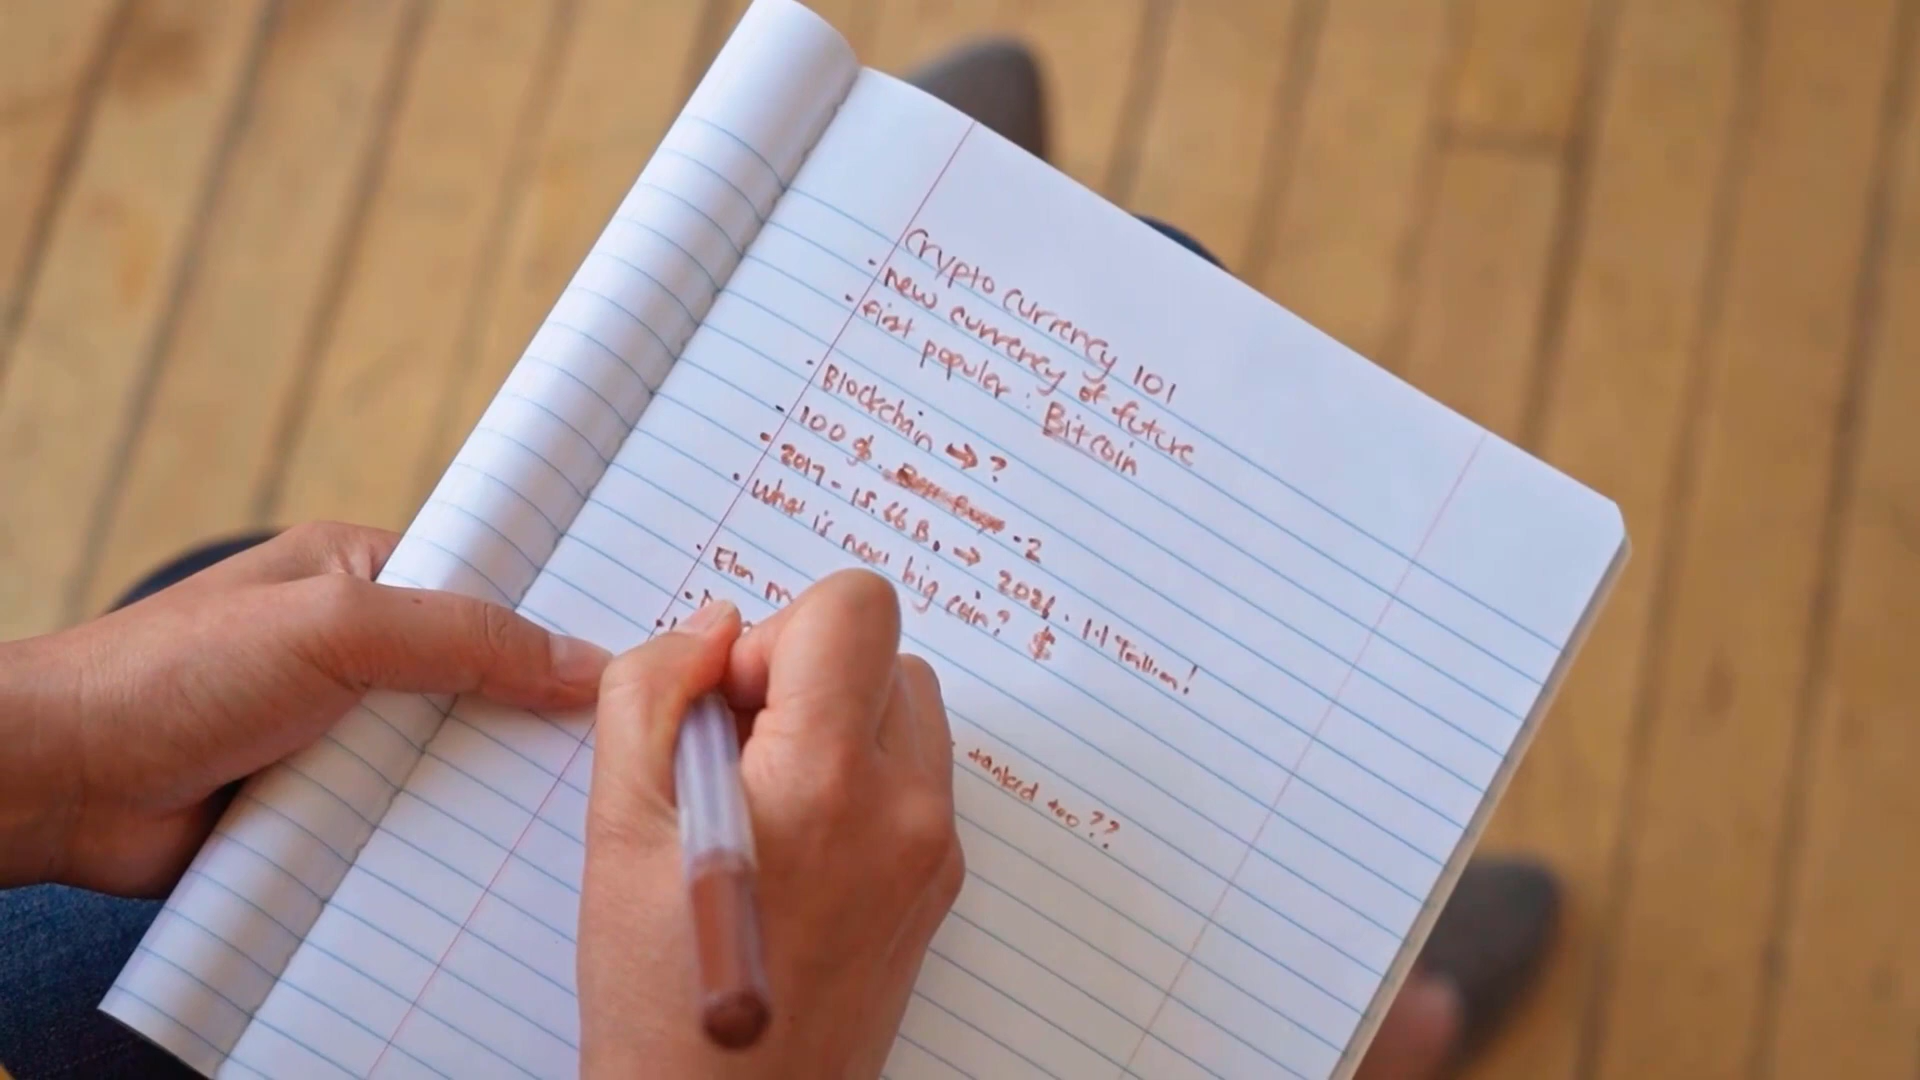 Crypto Currency 101
· new currency of future
· first popular : Bitcoin
· Blockchain → ?
· 100 $ . · 2
· 2017 - 15.66 B. → 2021 . 1.1 Trillion!
· What is next big coin? $
· Elon
tanked too ??